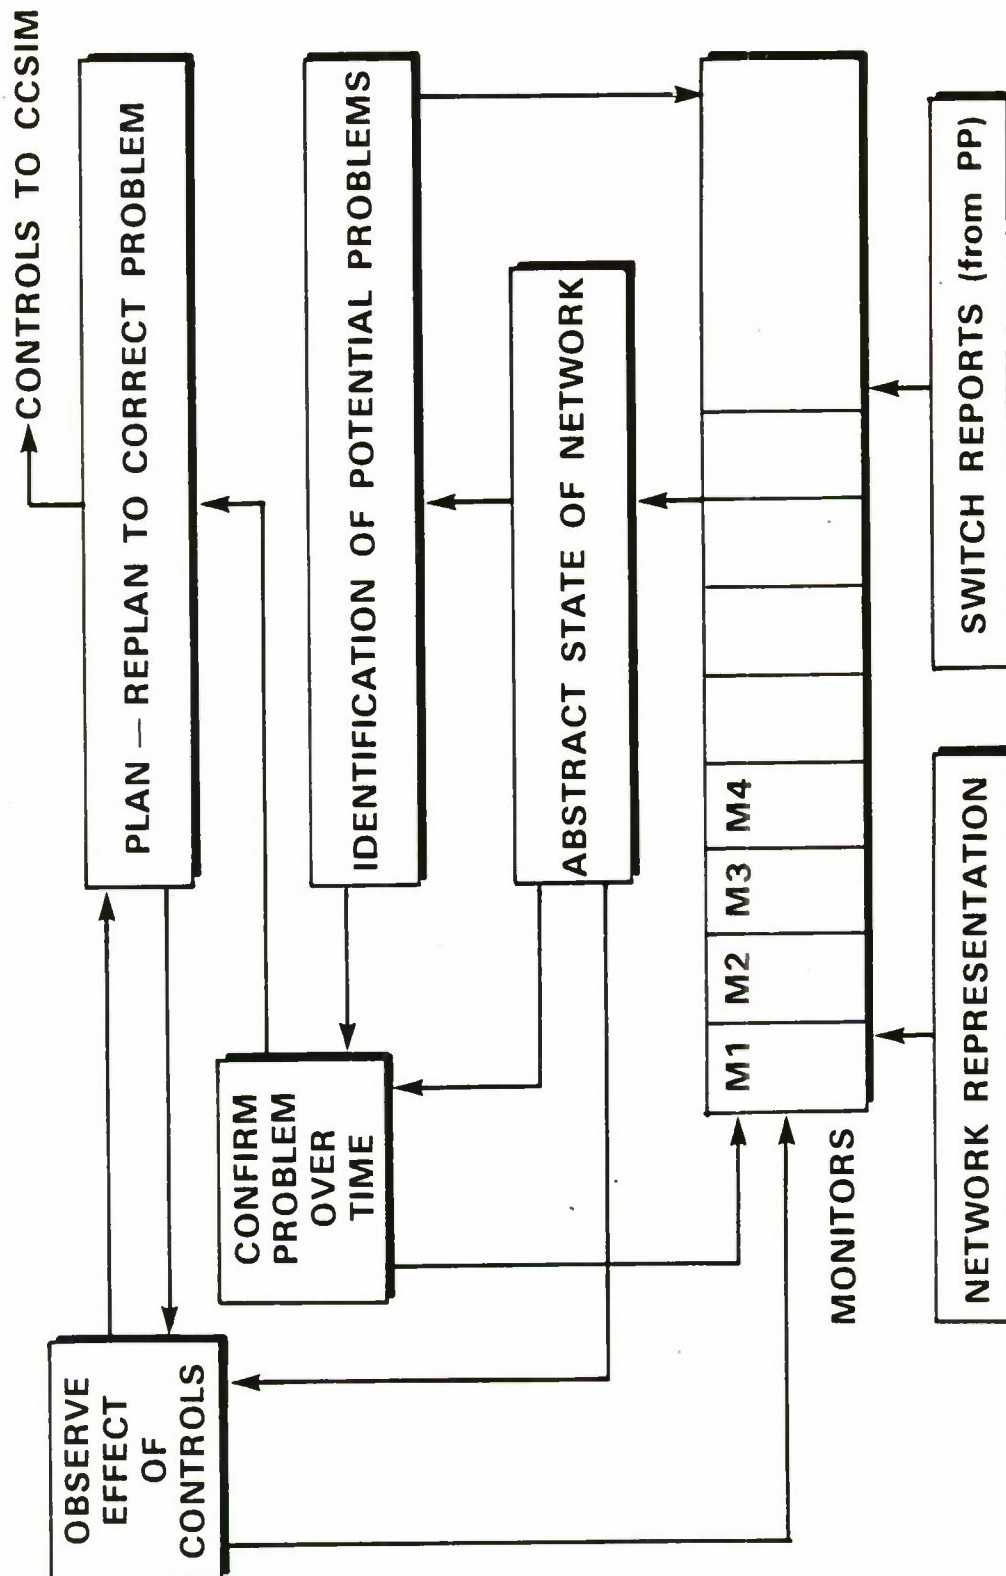 CONTROLS TO CCSIM
PLAN — REPLAN TO CORRECT PROBLEM
IDENTIFICATION OF POTENTIAL PROBLEMS
ABSTRACT STATE OF NETWORK
OBSERVE
EFFECT
OF
CONTROLS
CONFIRM
PROBLEM
OVER
TIME
M1
M2
M3
M4
MONITORS
NETWORK REPRESENTATION
SWITCH REPORTS (from PP)